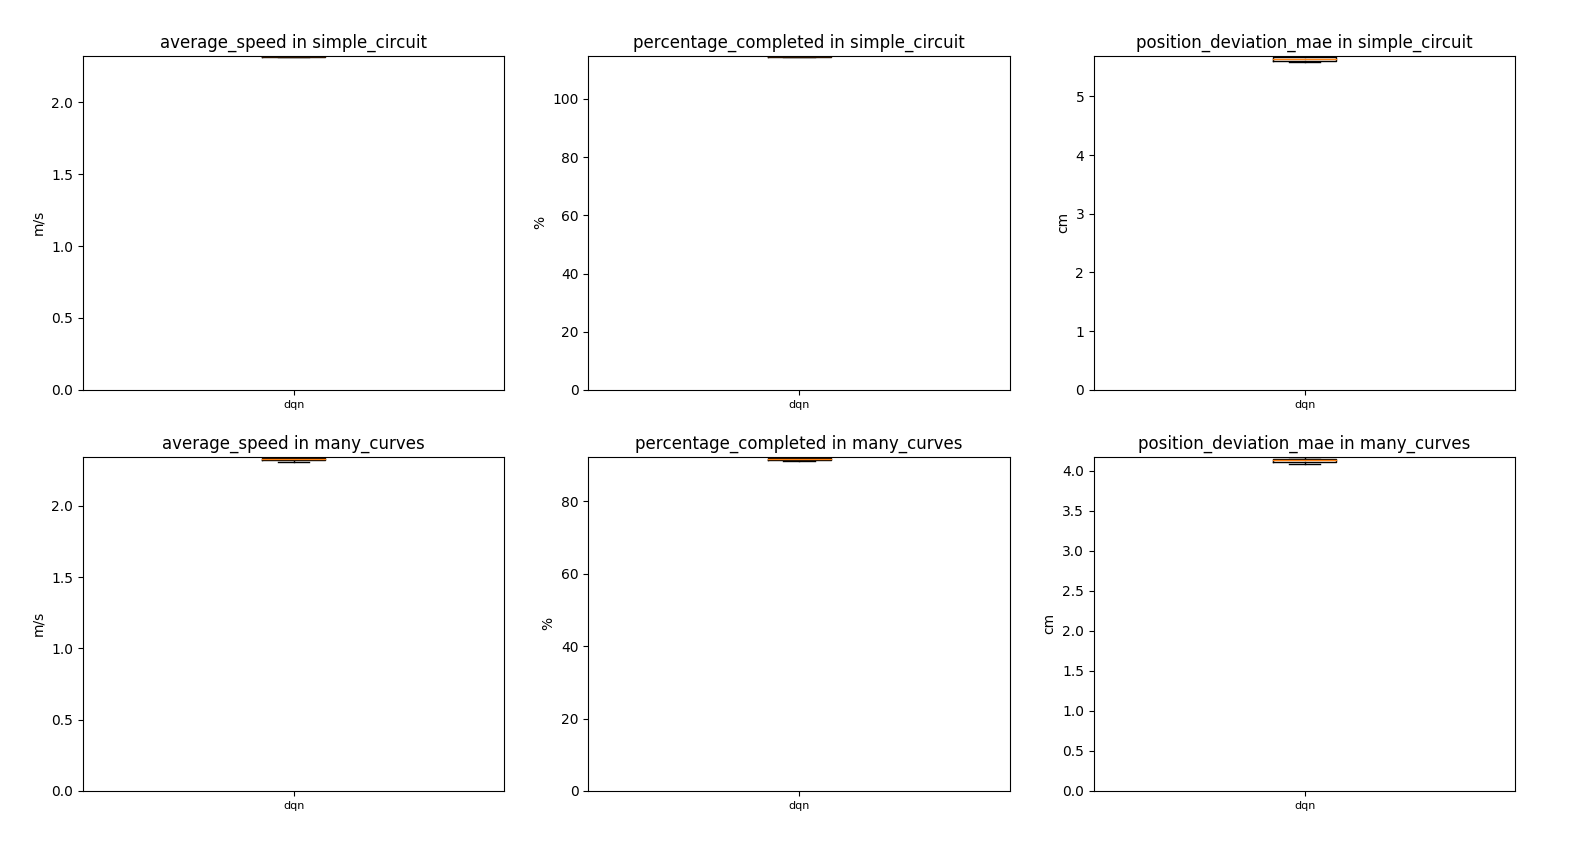 average_speed in simple_circuit
m/s
2.0
1.5
1.0
0.5
0.0
dqn
percentage_completed in simple_circuit
%
100
80
60
40
20
0
dqn
position_deviation_mae in simple_circuit
cm
5
4
3
2
1
0
dqn
average_speed in many_curves
m/s
2.0
1.5
1.0
0.5
0.0
dqn
percentage_completed in many_curves
%
80
60
40
20
0
dqn
position_deviation_mae in many_curves
cm
4.0
3.5
3.0
2.5
2.0
1.5
1.0
0.5
0.0
dqn